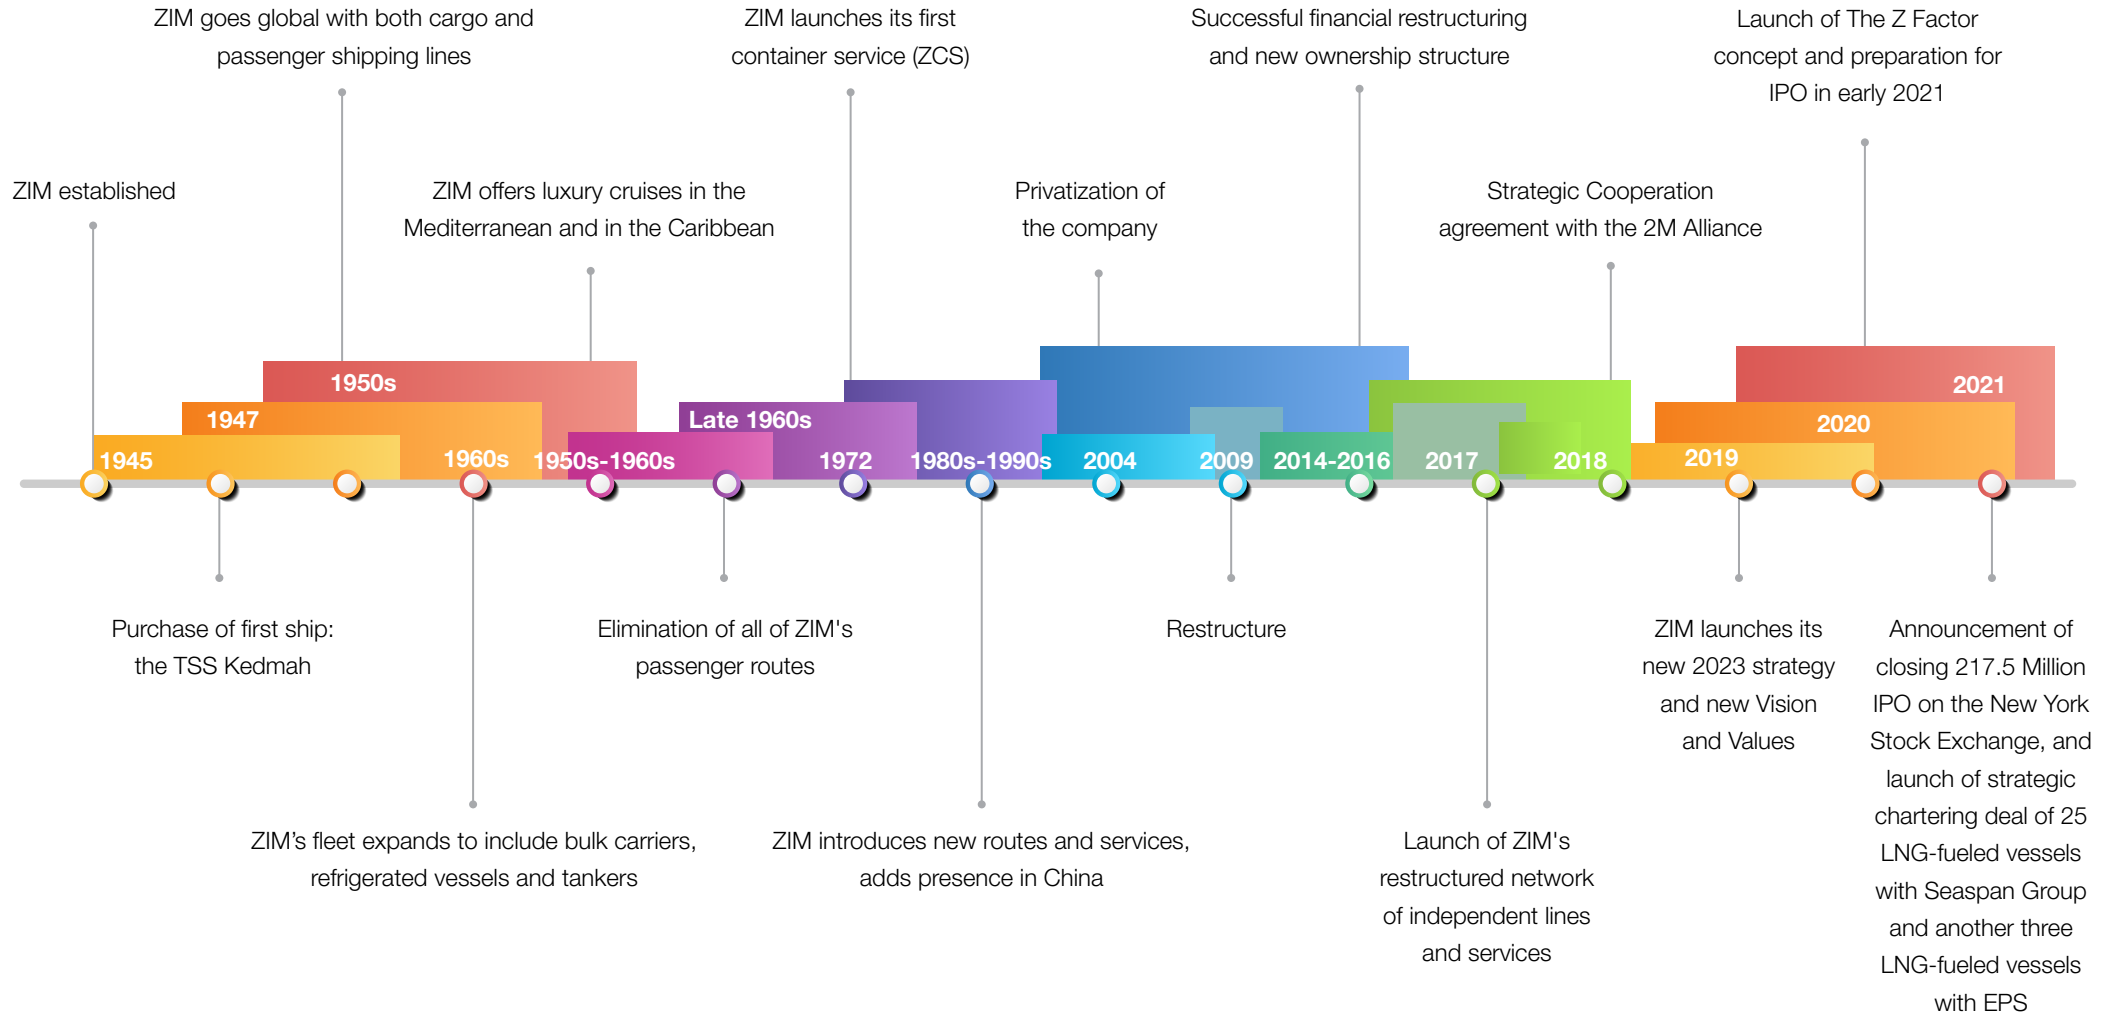 ZIM goes global with both cargo and
passenger shipping lines
ZIM launches its first
container service (ZCS)
Successful financial restructuring
and new ownership structure
Launch of The Z Factor
concept and preparation for
IPO in early 2021
ZIM established
ZIM offers luxury cruises in the
Mediterranean and in the Caribbean
Privatization of
the company
Strategic Cooperation
agreement with the 2M Alliance
1945
1947
1950s
1960s
1950s-1960s
Late 1960s
1972
1980s-1990s
2004
2009
2014-2016
2017
2018
2019
2020
2021
Purchase of first ship:
the TSS Kedmah
Elimination of all of ZIM's
passenger routes
Restructure
ZIM launches its
new 2023 strategy
and new Vision
and Values
Announcement of
closing 217.5 Million
IPO on the New York
Stock Exchange, and
launch of strategic
chartering deal of 25
LNG-fueled vessels
with Seaspan Group
and another three
LNG-fueled vessels
with EPS
ZIM’s fleet expands to include bulk carriers,
refrigerated vessels and tankers
ZIM introduces new routes and services,
adds presence in China
Launch of ZIM's
restructured network
of independent lines
and services